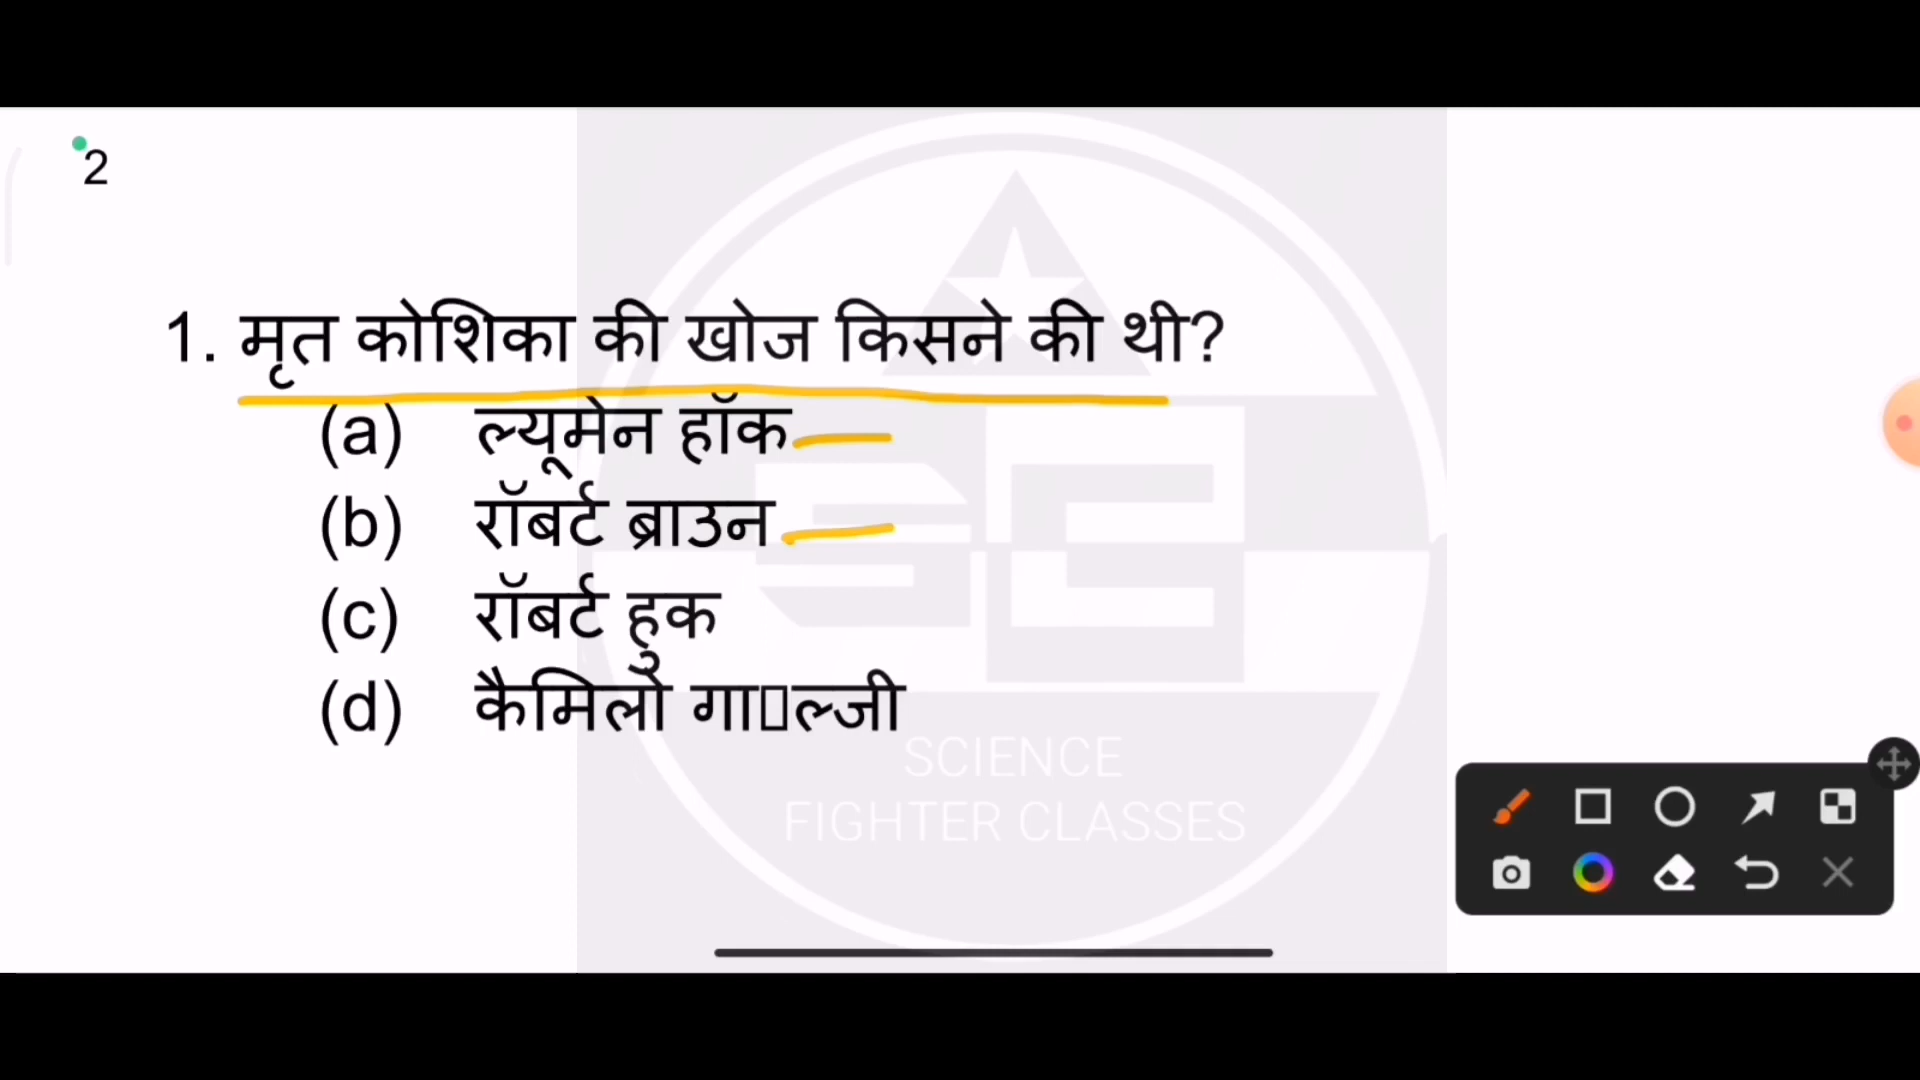 2
1. मृत कोशिका की खोज किसने की थी?
(a) ल्यूमेन हॉक
(b) रॉबर्ट ब्राउन
(c) रॉबर्ट हुक
(d) कैमिलो गा▯ल्जी
SCIENCE
FIGHTER CLASSES